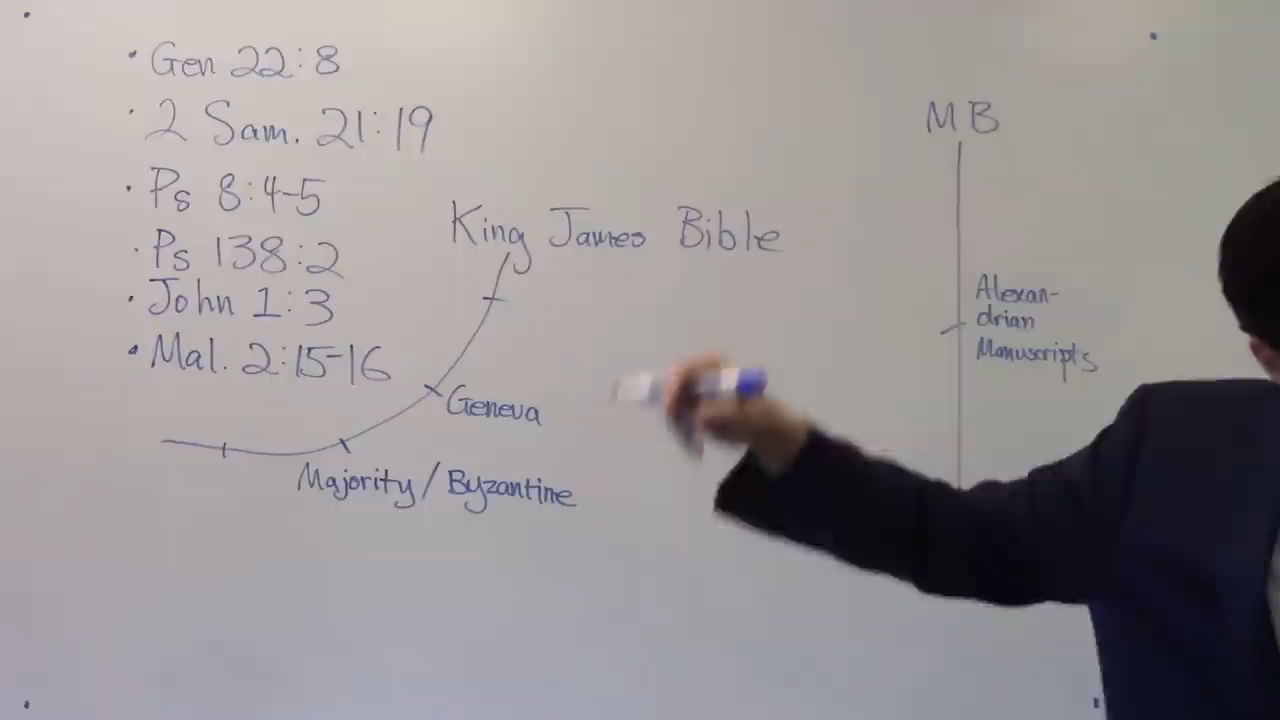 • Gen 22:8
• 2 Sam. 21:19
• Ps 8:4-5
• Ps 138:2
• John 1:3
• Mal. 2:15-16
King James Bible
Geneva
Majority/Byzantine
MB
Alexan-
drian
Manuscripts